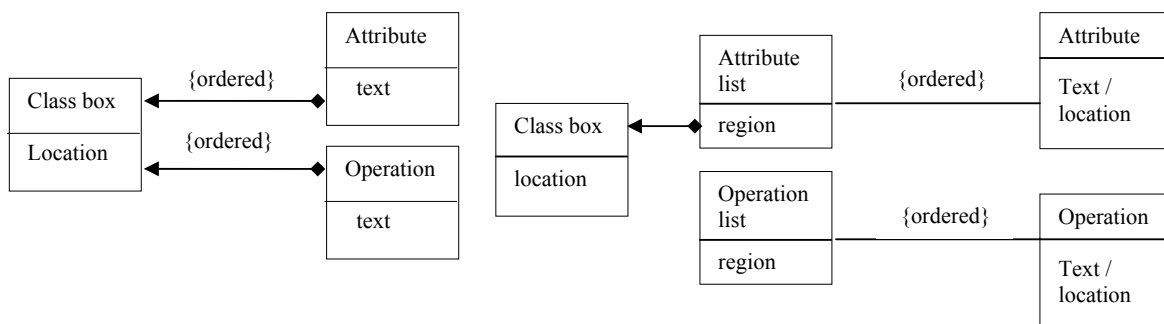 Attribute
text
{ordered}
Class box
Location
{ordered}
Operation
text
Attribute
list
region
{ordered}
Attribute
Text /
location
Class box
location
Operation
list
region
{ordered}
Operation
Text /
location